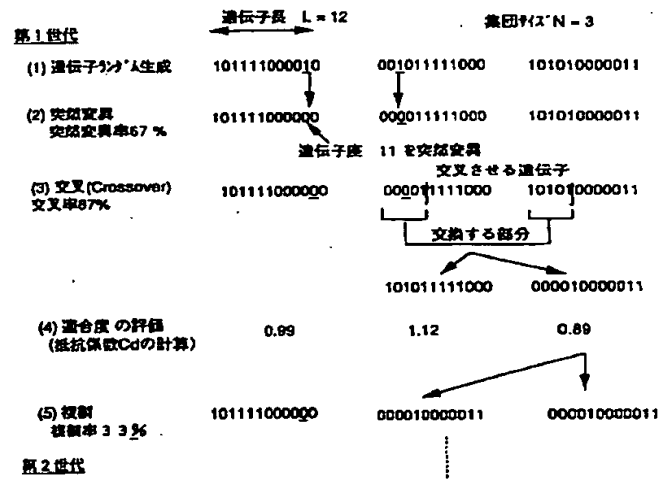 遺伝子長 L = 12
集団サイズ N = 3
第1世代
(1) 遺伝子ランダム生成 101111000010 001011111000 101010000011
(2) 突然変異 101111000000 000011111000 101010000011
突然変異率67 %
遺伝子座 11 を突然変異
交叉させる遺伝子
(3) 交叉(Crossover) 101111000000 000011111000 101010000011
交叉率67%
交換する部分
101011111000 000010000011
(4) 適合度 の評価 0.99 1.12 0.89
(抵抗係数Cdの計算)
(5) 複製 101111000000 000010000011 000010000011
複製率 3 3 %
第2世代